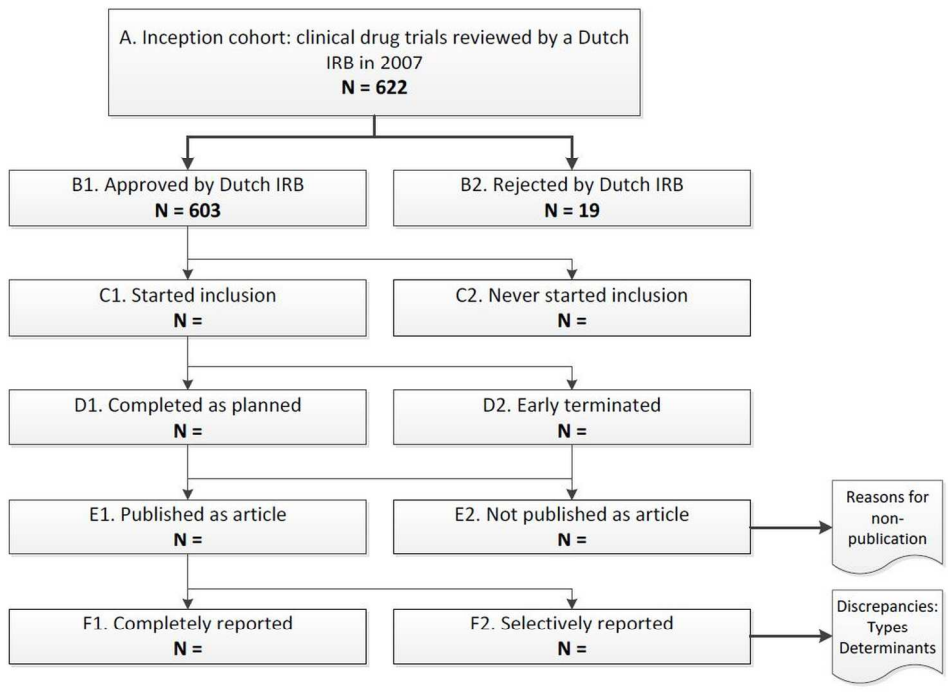 A. Inception cohort: clinical drug trials reviewed by a Dutch
IRB in 2007
N = 622
B1. Approved by Dutch IRB
N = 603
B2. Rejected by Dutch IRB
N = 19
C1. Started inclusion
N =
C2. Never started inclusion
N =
D1. Completed as planned
N =
D2. Early terminated
N =
E1. Published as article
N =
E2. Not published as article
N =
Reasons for
non-
publication
F1. Completely reported
N =
F2. Selectively reported
N =
Discrepancies:
Types
Determinants